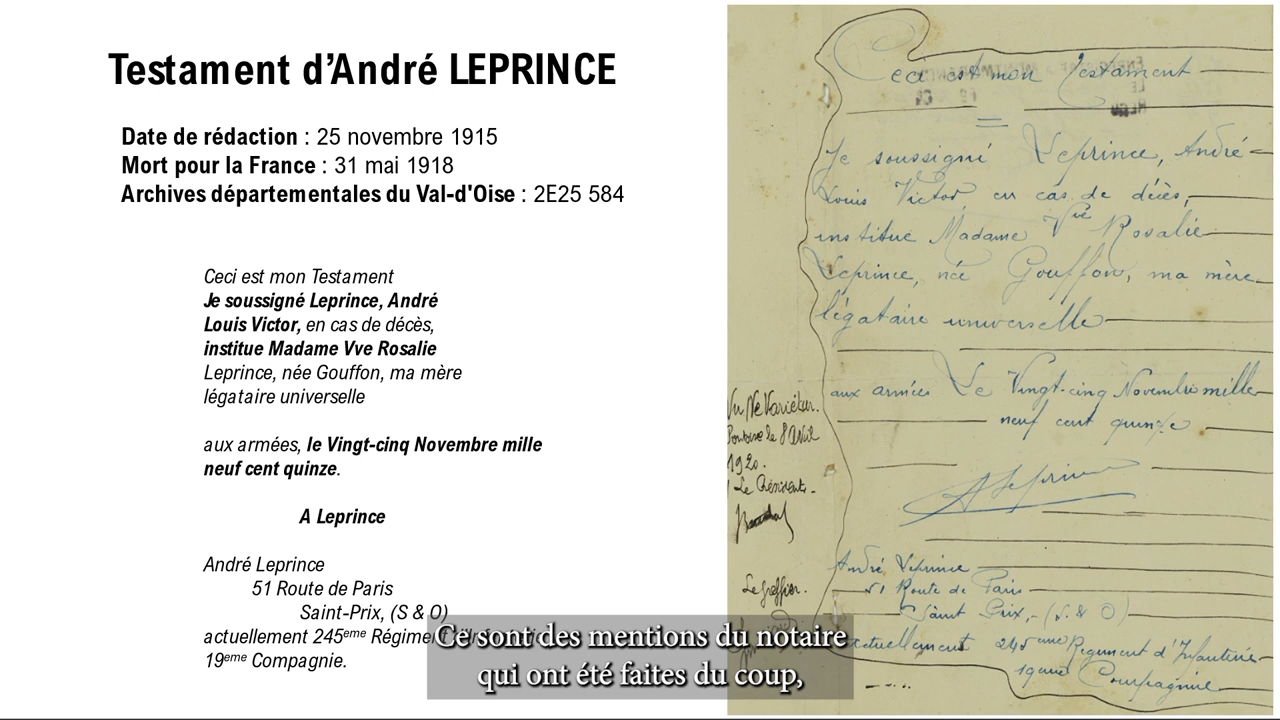 Testament d'André LEPRINCE
Date de rédaction : 25 novembre 1915
Mort pour la France : 31 mai 1918
Archives départementales du Val-d'Oise : 2E25 584
Ceci est mon Testament
Je soussigné Leprince, André
Louis Victor, en cas de décès,
institue Madame Vve Rosalie
Leprince, née Gouffon, ma mère
légataire universelle
aux armées, le Vingt-cinq Novembre mille
neuf cent quinze.
A Leprince
André Leprince
51 Route de Paris
Saint-Prix, (S & O)
actuellement 245eme Régiment
19eme Compagnie.
Ceci est mon Testament
Je soussigné Leprince, André
Louis Victor en cas de décès,
institue Madame Vve Rosalie
Leprince, née Gouffon, ma mère
légataire universelle
aux armées Le Vingt-cinq Novembre mille
neuf cent quinze
A Leprince
Vu Ne Varietur.
Pontoise le 8 Avril
1920.
Le Président.
Le greffier.
André Leprince
51 Route de Paris
Saint Prix, (S. & O)
actuellement 245eme Régiment d'Infanterie
19eme Compagnie
Ce sont des mentions du notaire
qui ont été faites du coup,